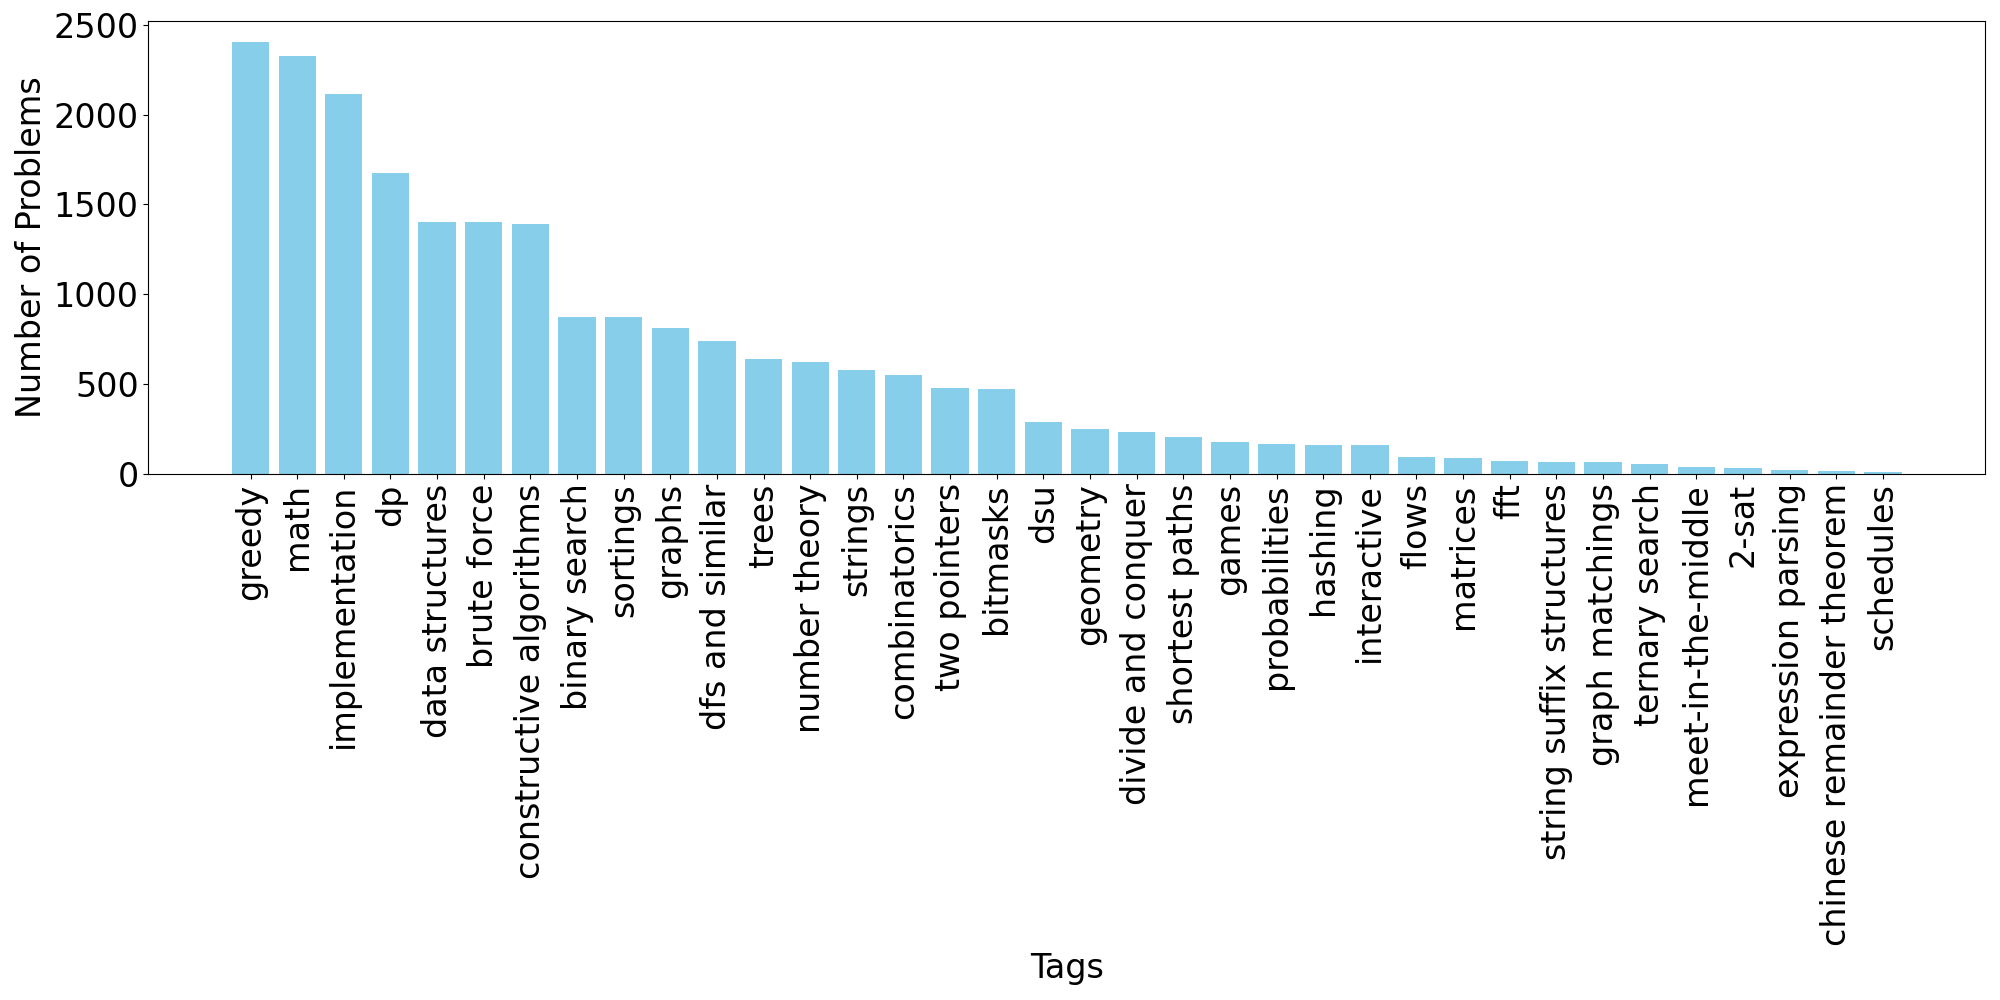 Number of Problems
2500
2000
1500
1000
500
0
greedy
math
implementation
dp
data structures
brute force
constructive algorithms
binary search
sortings
graphs
dfs and similar
trees
number theory
strings
combinatorics
two pointers
bitmasks
dsu
geometry
divide and conquer
shortest paths
games
probabilities
hashing
interactive
flows
matrices
fft
string suffix structures
graph matchings
ternary search
meet-in-the-middle
2-sat
expression parsing
chinese remainder theorem
schedules
Tags